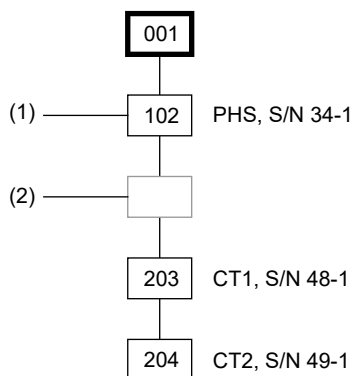 001
(1) 102 PHS, S/N 34-1
(2)
203 CT1, S/N 48-1
204 CT2, S/N 49-1